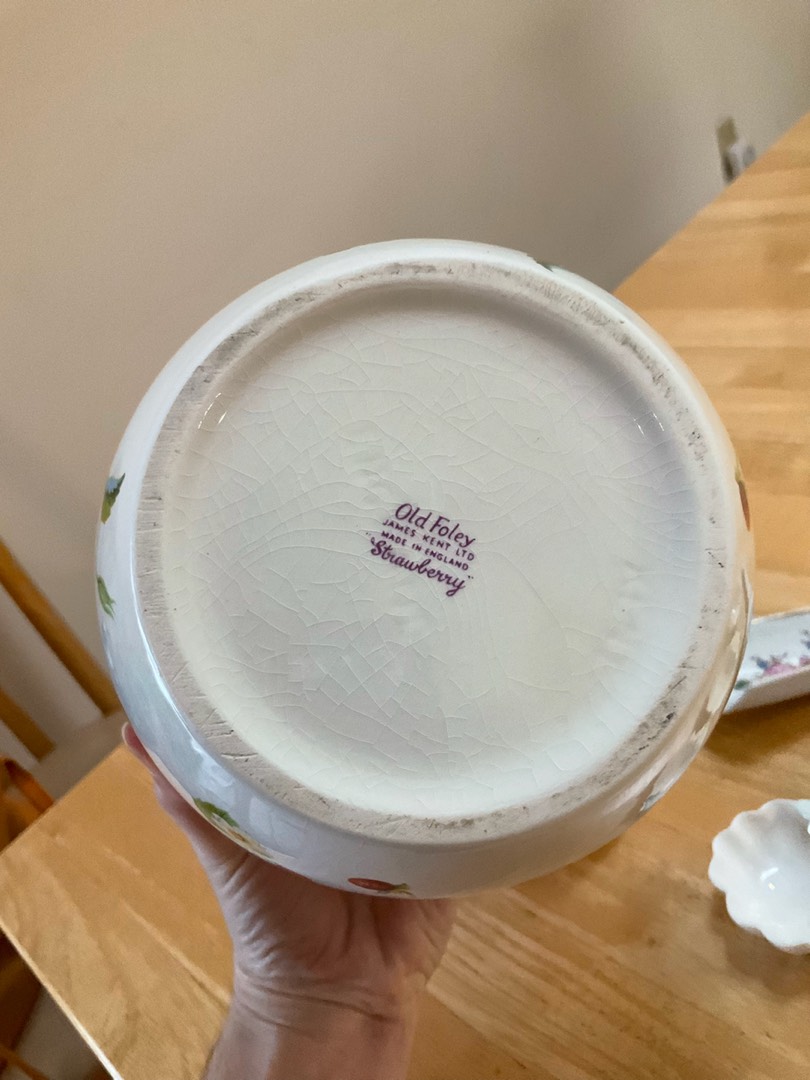 Old Foley
JAMES KENT LTD
MADE IN ENGLAND
"Strawberry"